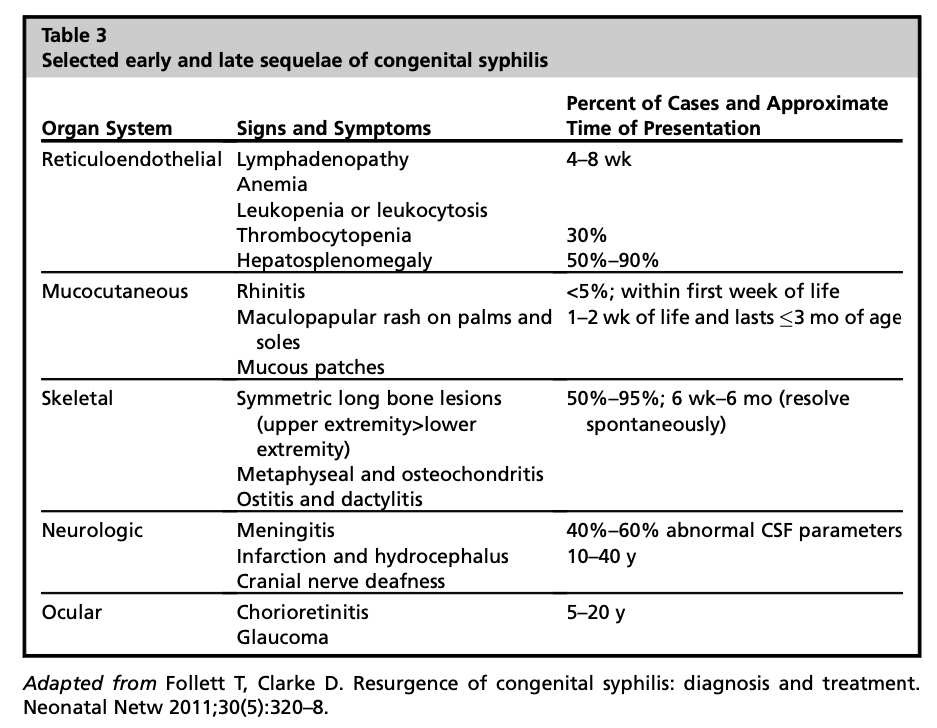 Table 3
Selected early and late sequelae of congenital syphilis
Percent of Cases and Approximate
Organ System Signs and Symptoms Time of Presentation
Reticuloendothelial Lymphadenopathy 4–8 wk
Anemia
Leukopenia or leukocytosis
Thrombocytopenia 30%
Hepatosplenomegaly 50%–90%
Mucocutaneous Rhinitis <5%; within first week of life
Maculopapular rash on palms and 1–2 wk of life and lasts ≤3 mo of age
soles
Mucous patches
Skeletal Symmetric long bone lesions 50%–95%; 6 wk–6 mo (resolve
(upper extremity>lower spontaneously)
extremity)
Metaphyseal and osteochondritis
Ostitis and dactylitis
Neurologic Meningitis 40%–60% abnormal CSF parameters
Infarction and hydrocephalus 10–40 y
Cranial nerve deafness
Ocular Chorioretinitis 5–20 y
Glaucoma
Adapted from Follett T, Clarke D. Resurgence of congenital syphilis: diagnosis and treatment.
Neonatal Netw 2011;30(5):320–8.